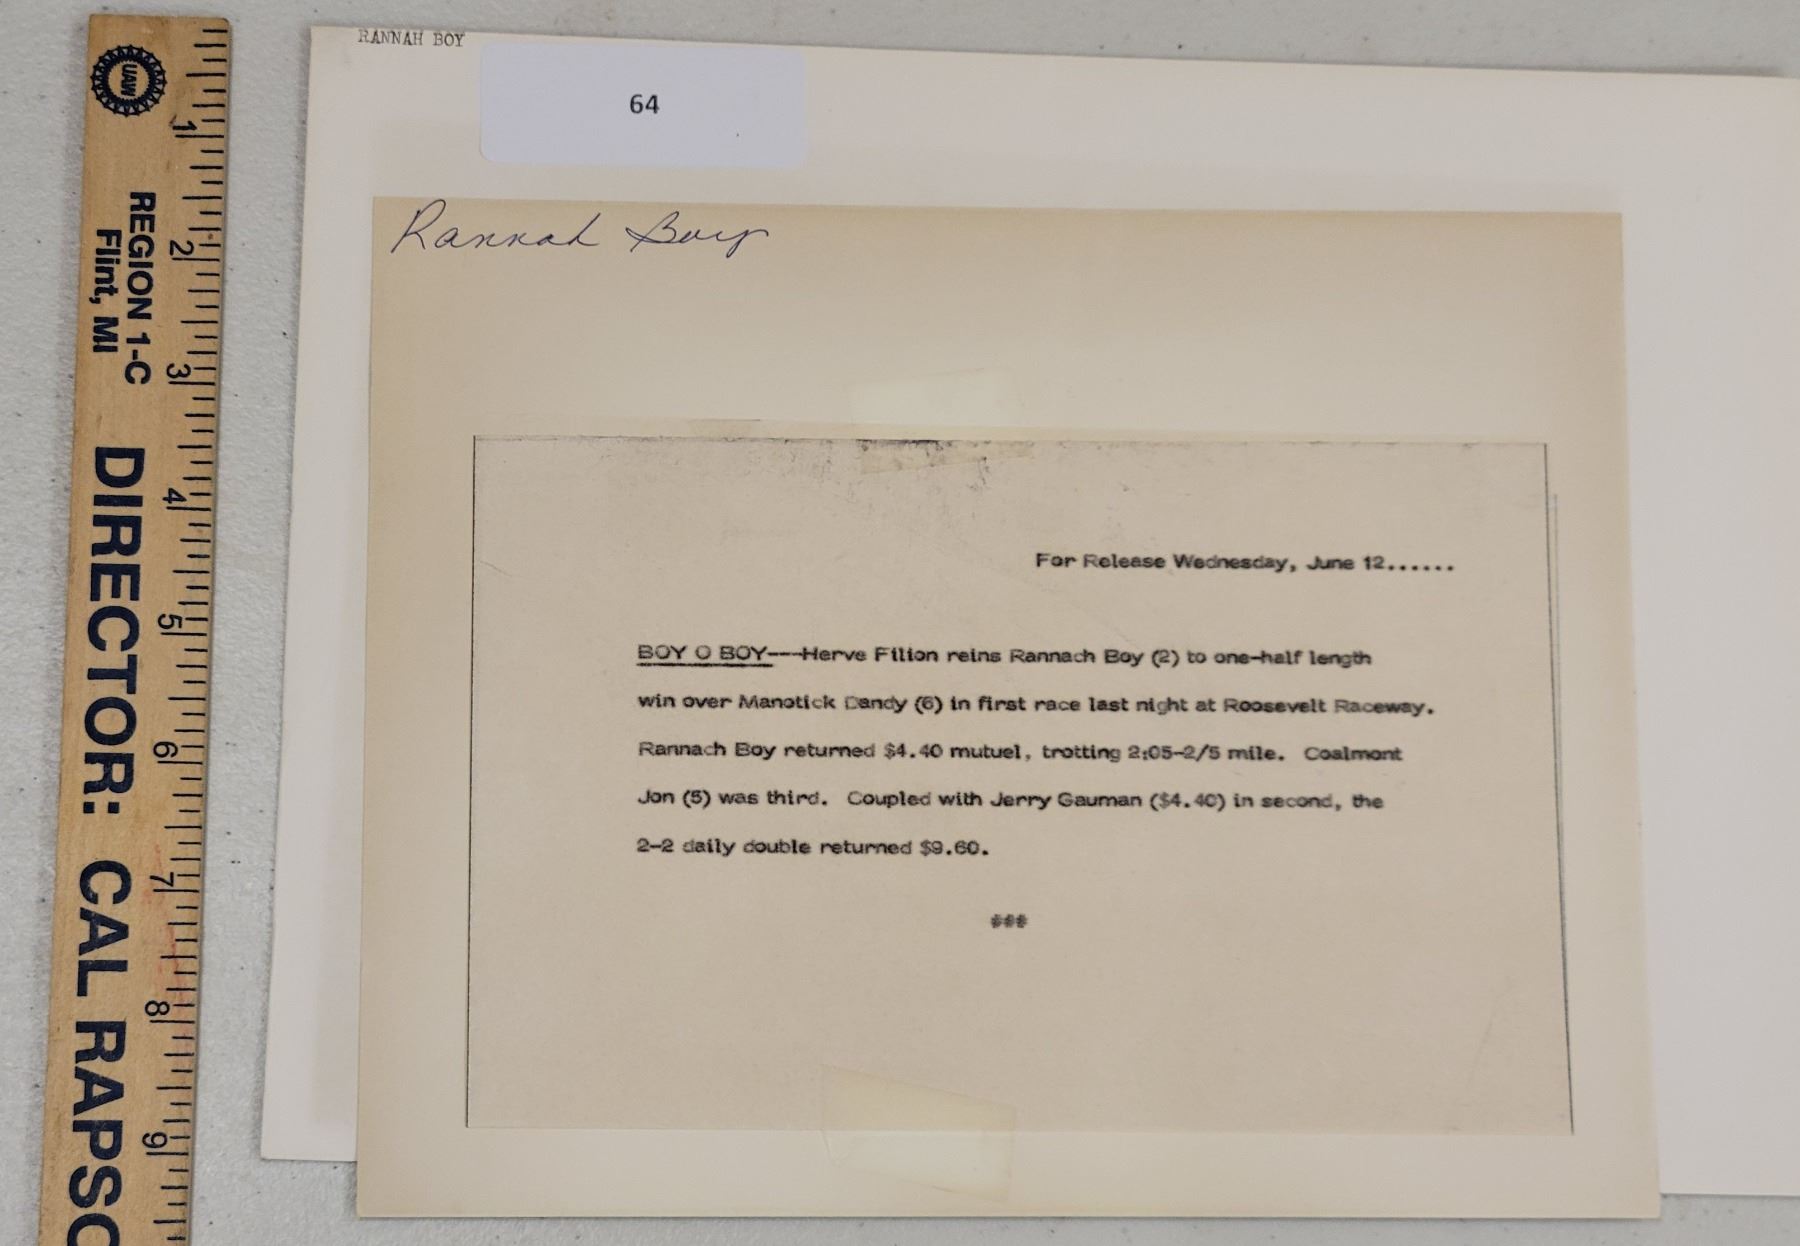 RANNAH BOY
64
Rannah Boy
For Release Wednesday, June 12......
BOY O BOY---Herve Filion reins Rannach Boy (2) to one-half length
win over Manotick Dandy (6) in first race last night at Roosevelt Raceway.
Rannach Boy returned $4.40 mutuel, trotting 2:05-2/5 mile. Coalmont
Jon (5) was third. Coupled with Jerry Gauman ($4.40) in second, the
2-2 daily double returned $9.60.
###
UAW
REGION 1-C
Flint, MI
DIRECTOR: CAL RAPSO
1
2
3
4
5
6
7
8
9